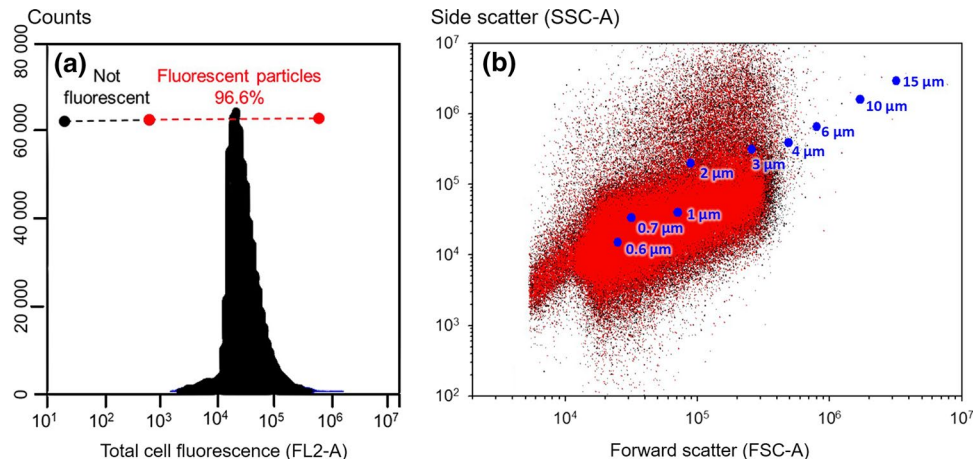 Counts
(a)
Not
fluorescent
Fluorescent particles
96.6%
80 000
60 000
40 000
20 000
0
10¹
10²
10³
10⁴
10⁵
10⁶
10⁷
Total cell fluorescence (FL2-A)
Side scatter (SSC-A)
(b)
10⁷
10⁶
10⁵
10⁴
10³
10²
15 µm
10 µm
6 µm
4 µm
3 µm
2 µm
1 µm
0.7 µm
0.6 µm
10⁴
10⁵
10⁶
10⁷
Forward scatter (FSC-A)